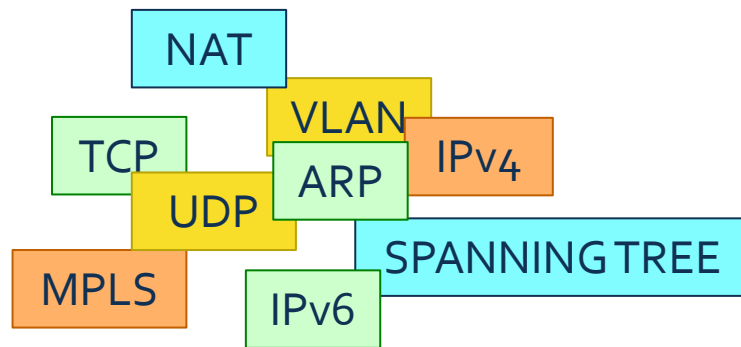 NAT
VLAN
TCP
IPv4
ARP
UDP
SPANNING TREE
MPLS
IPv6